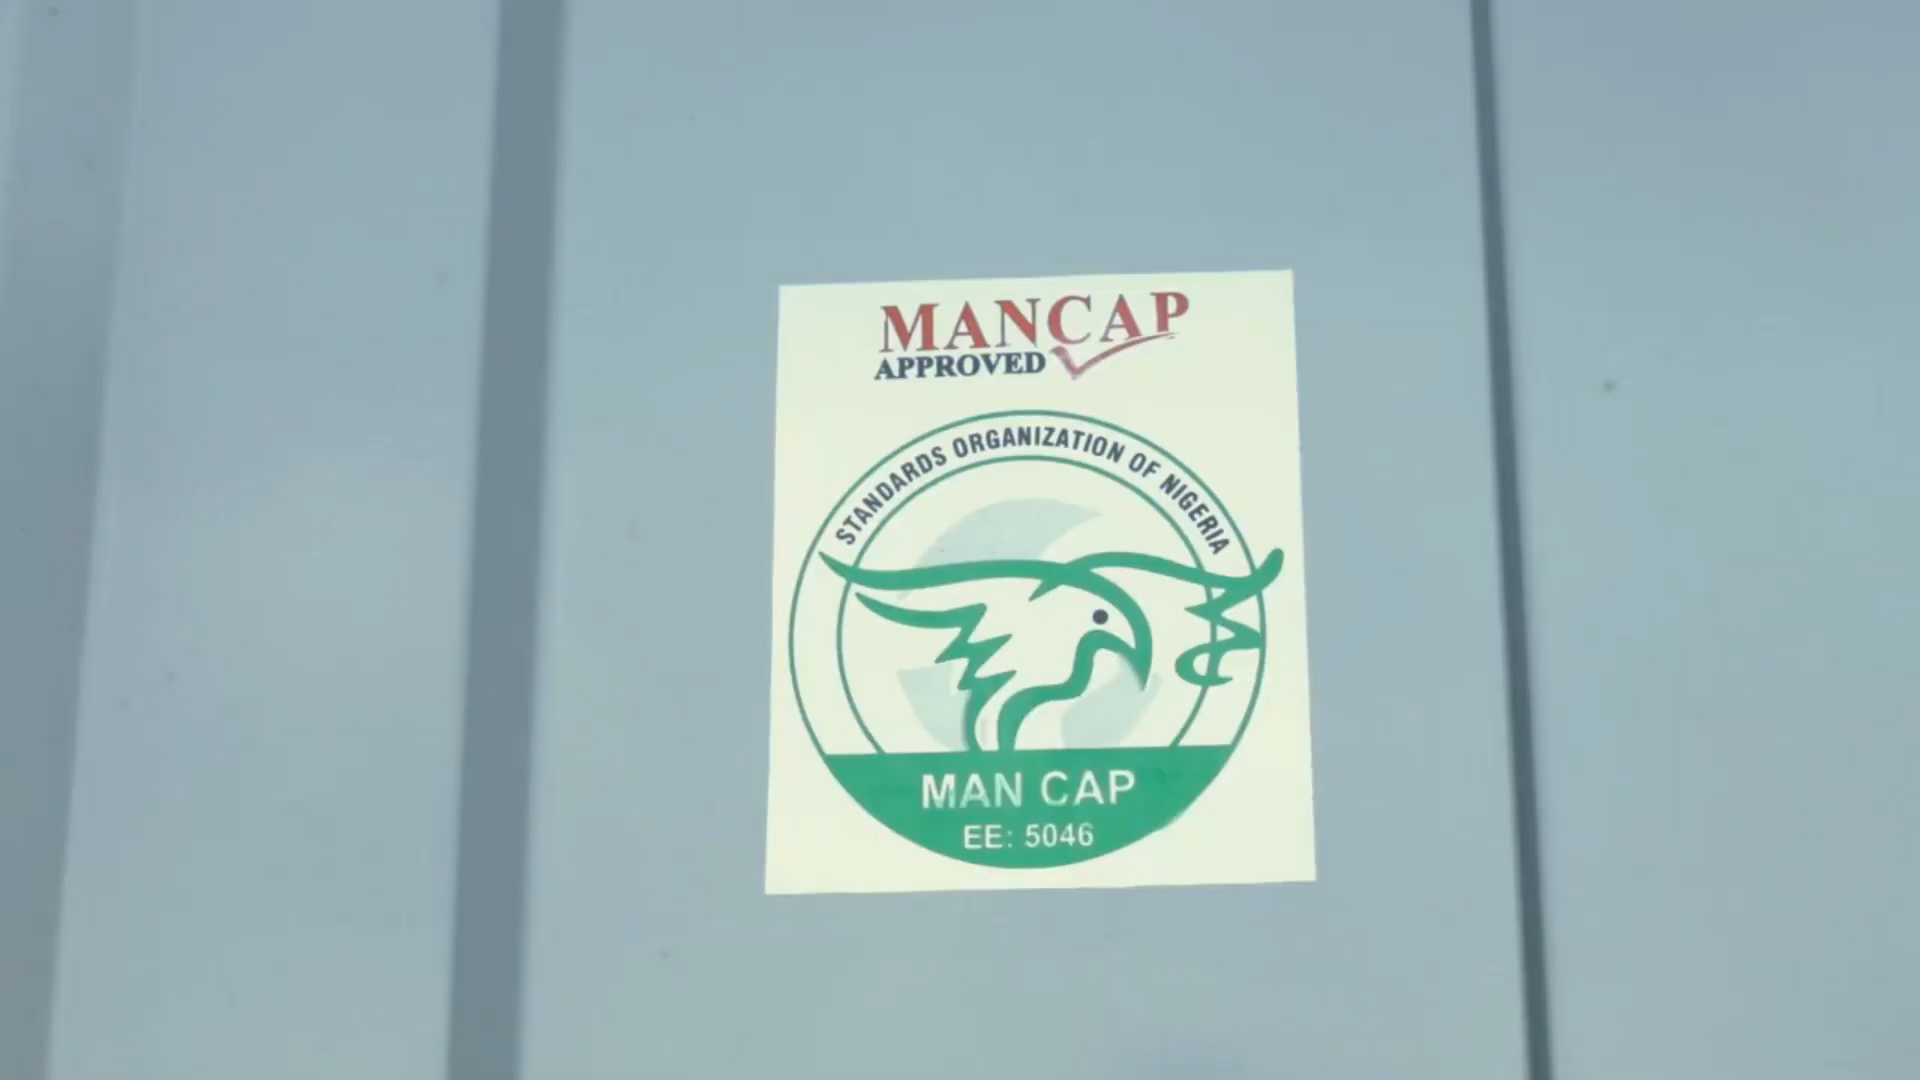 MANCAP
APPROVED
STANDARDS ORGANIZATION OF NIGERIA
MAN CAP
EE: 5046